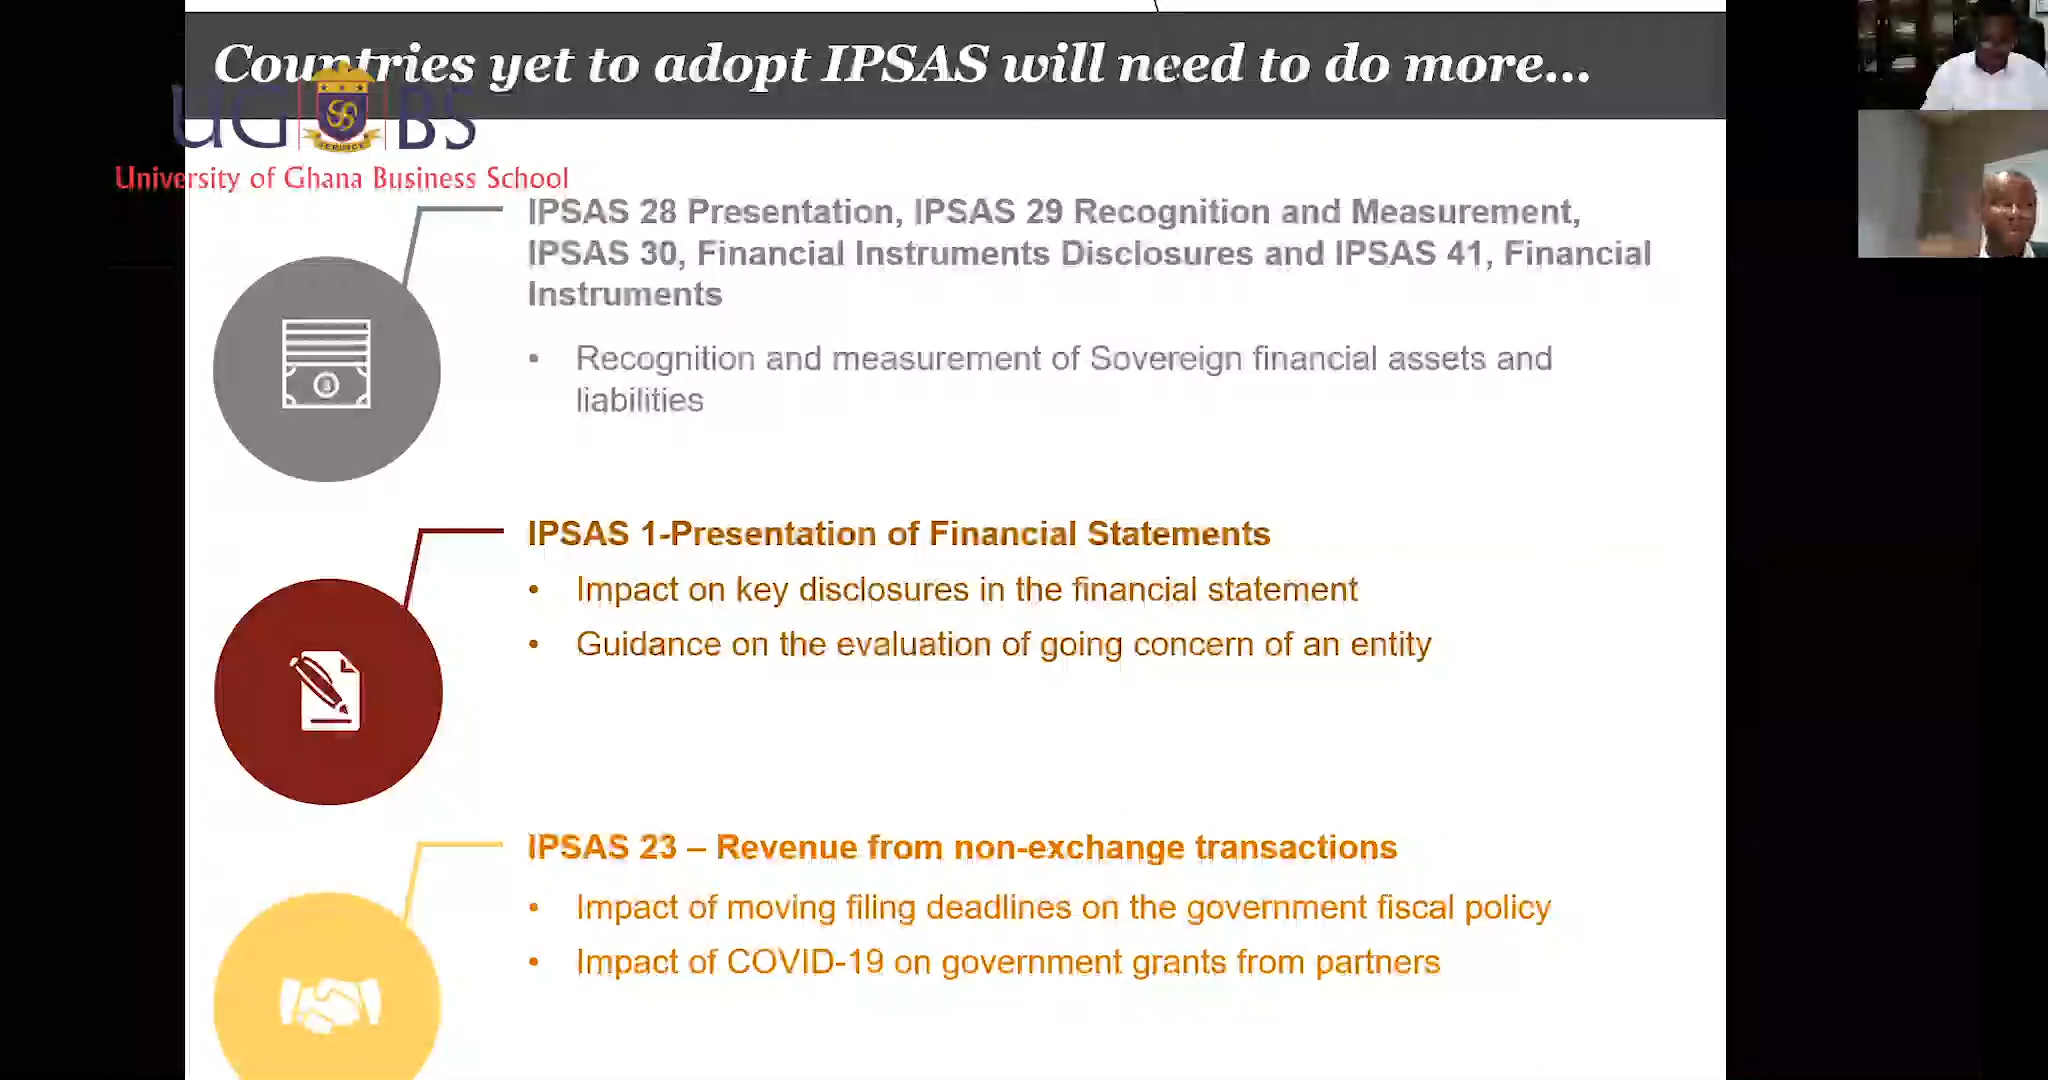 Countries yet to adopt IPSAS will need to do more...
UG BS
SERVICE
University of Ghana Business School
IPSAS 28 Presentation, IPSAS 29 Recognition and Measurement,
IPSAS 30, Financial Instruments Disclosures and IPSAS 41, Financial
Instruments
• Recognition and measurement of Sovereign financial assets and
liabilities
IPSAS 1-Presentation of Financial Statements
• Impact on key disclosures in the financial statement
• Guidance on the evaluation of going concern of an entity
IPSAS 23 – Revenue from non-exchange transactions
• Impact of moving filing deadlines on the government fiscal policy
• Impact of COVID-19 on government grants from partners